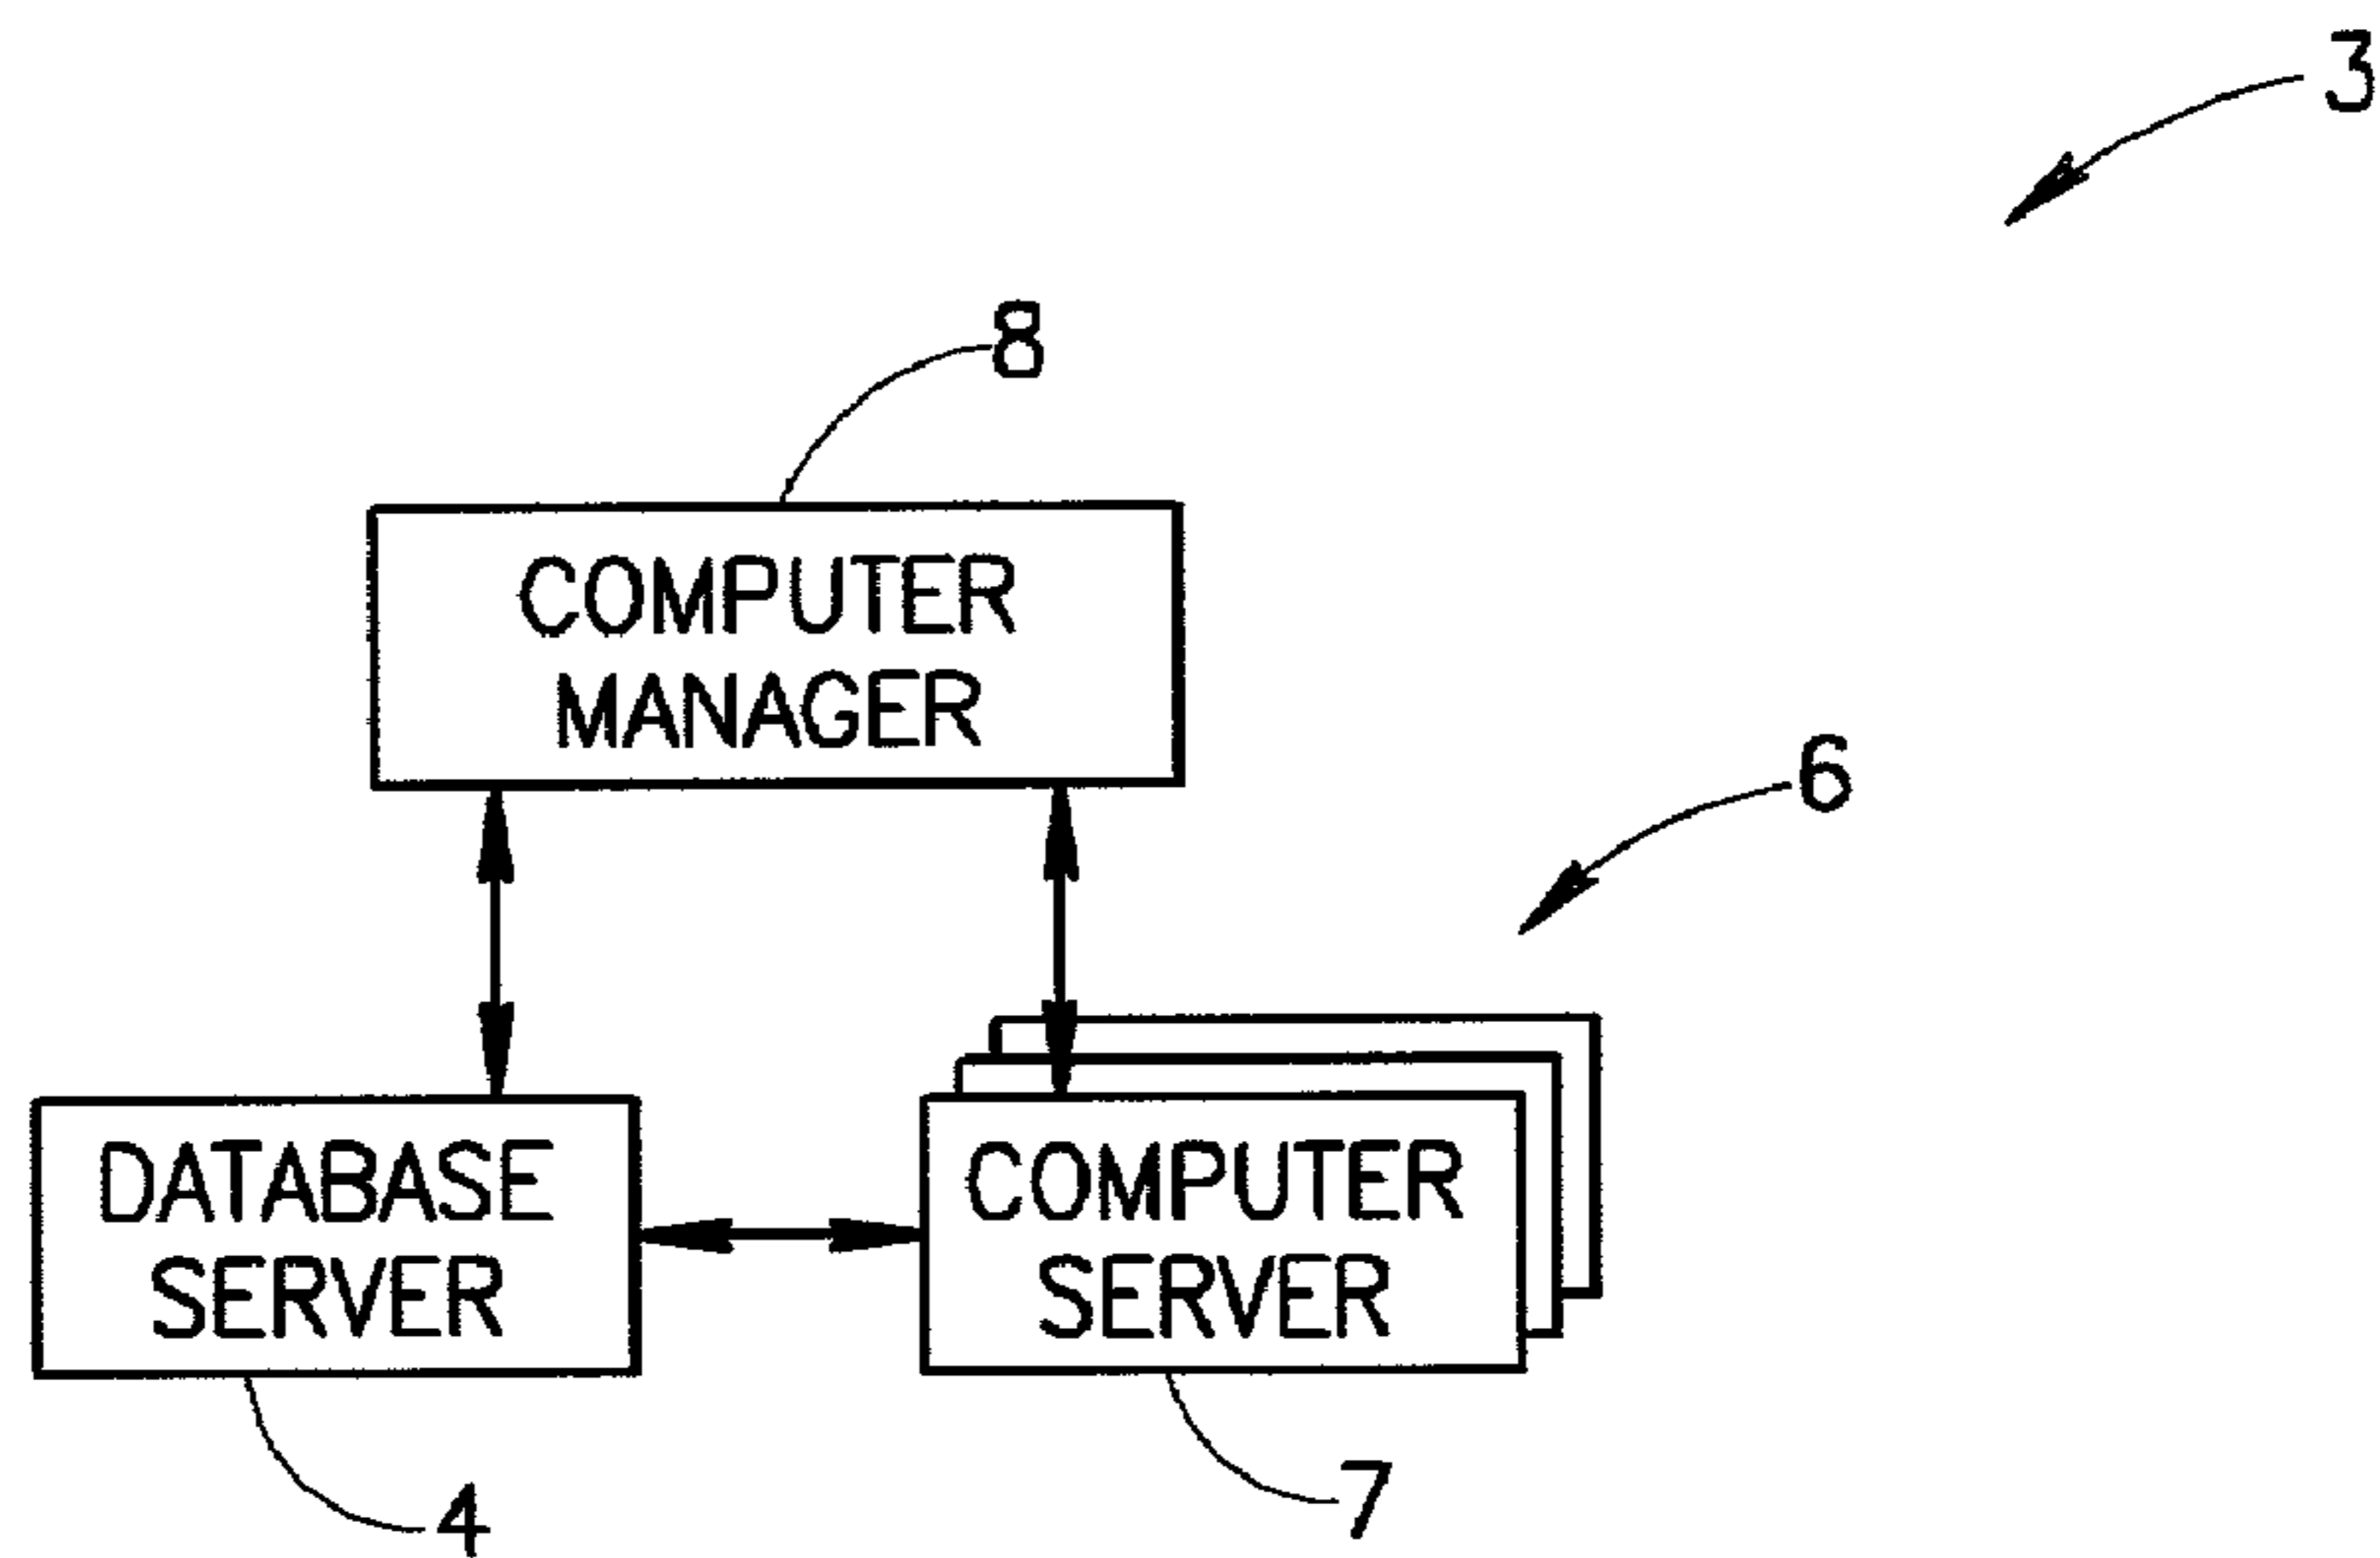 3
8
COMPUTER
MANAGER
6
DATABASE
SERVER
COMPUTER
SERVER
4
7